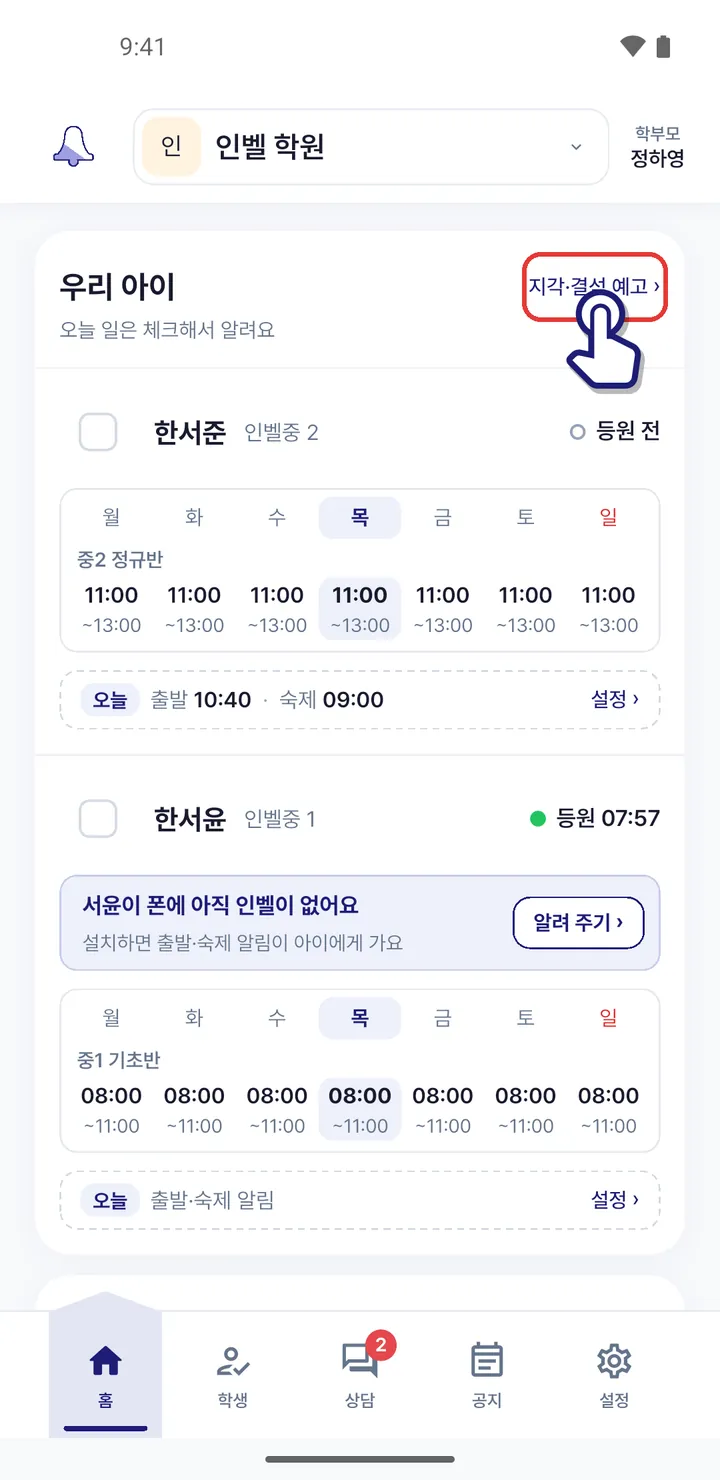 9:41
인 인벨 학원
학부모
정하영
우리 아이
지각·결석 예고 ›
오늘 일은 체크해서 알려요
한서준 인벨중 2 등원 전
월 화 수 목 금 토 일
중2 정규반
11:00 11:00 11:00 11:00 11:00 11:00 11:00
~13:00 ~13:00 ~13:00 ~13:00 ~13:00 ~13:00 ~13:00
오늘 출발 10:40 · 숙제 09:00 설정 ›
한서윤 인벨중 1 등원 07:57
서윤이 폰에 아직 인벨이 없어요
설치하면 출발·숙제 알림이 아이에게 가요
알려 주기 ›
월 화 수 목 금 토 일
중1 기초반
08:00 08:00 08:00 08:00 08:00 08:00 08:00
~11:00 ~11:00 ~11:00 ~11:00 ~11:00 ~11:00 ~11:00
오늘 출발·숙제 알림 설정 ›
2
홈 학생 상담 공지 설정